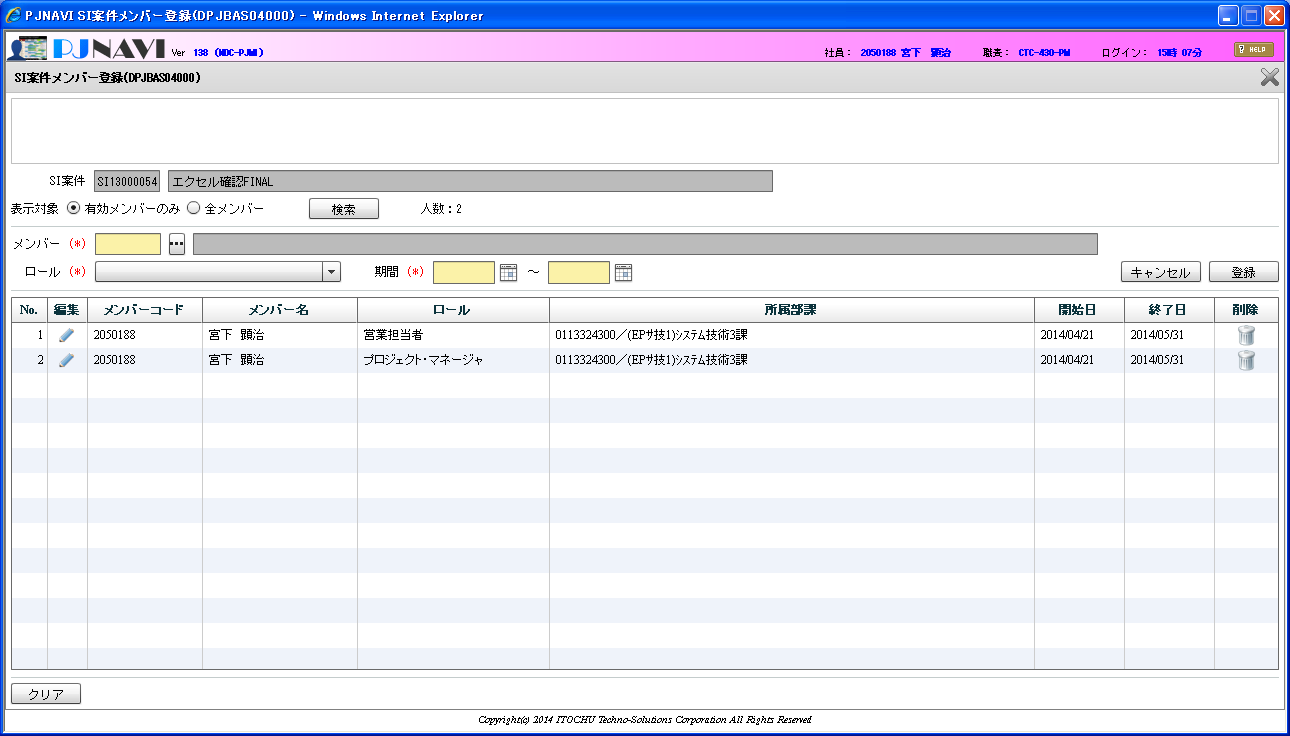 PJNAVI SI案件メンバー登録(DPJBAS04000) - Windows Internet Explorer
PJNAVI Ver 138 (NDC-PJMI) 社員： 2050188 宮下 顕治 職責： CTC-430-PM ログイン： 15時 07分 HELP
SI案件メンバー登録(DPJBAS04000)
SI案件 SI13000054 エクセル確認FINAL
表示対象 有効メンバーのみ 全メンバー 検索 人数：2
メンバー (*) ...
ロール (*) 期間 (*) ～ キャンセル 登録
No. 編集 メンバーコード メンバー名 ロール 所属部課 開始日 終了日 削除
1 2050188 宮下 顕治 営業担当者 0113324300／(EPサ技1)システム技術3課 2014/04/21 2014/05/31
2 2050188 宮下 顕治 プロジェクト・マネージャ 0113324300／(EPサ技1)システム技術3課 2014/04/21 2014/05/31
クリア
Copyright(c) 2014 ITOCHU Techno-Solutions Corporation All Rights Reserved